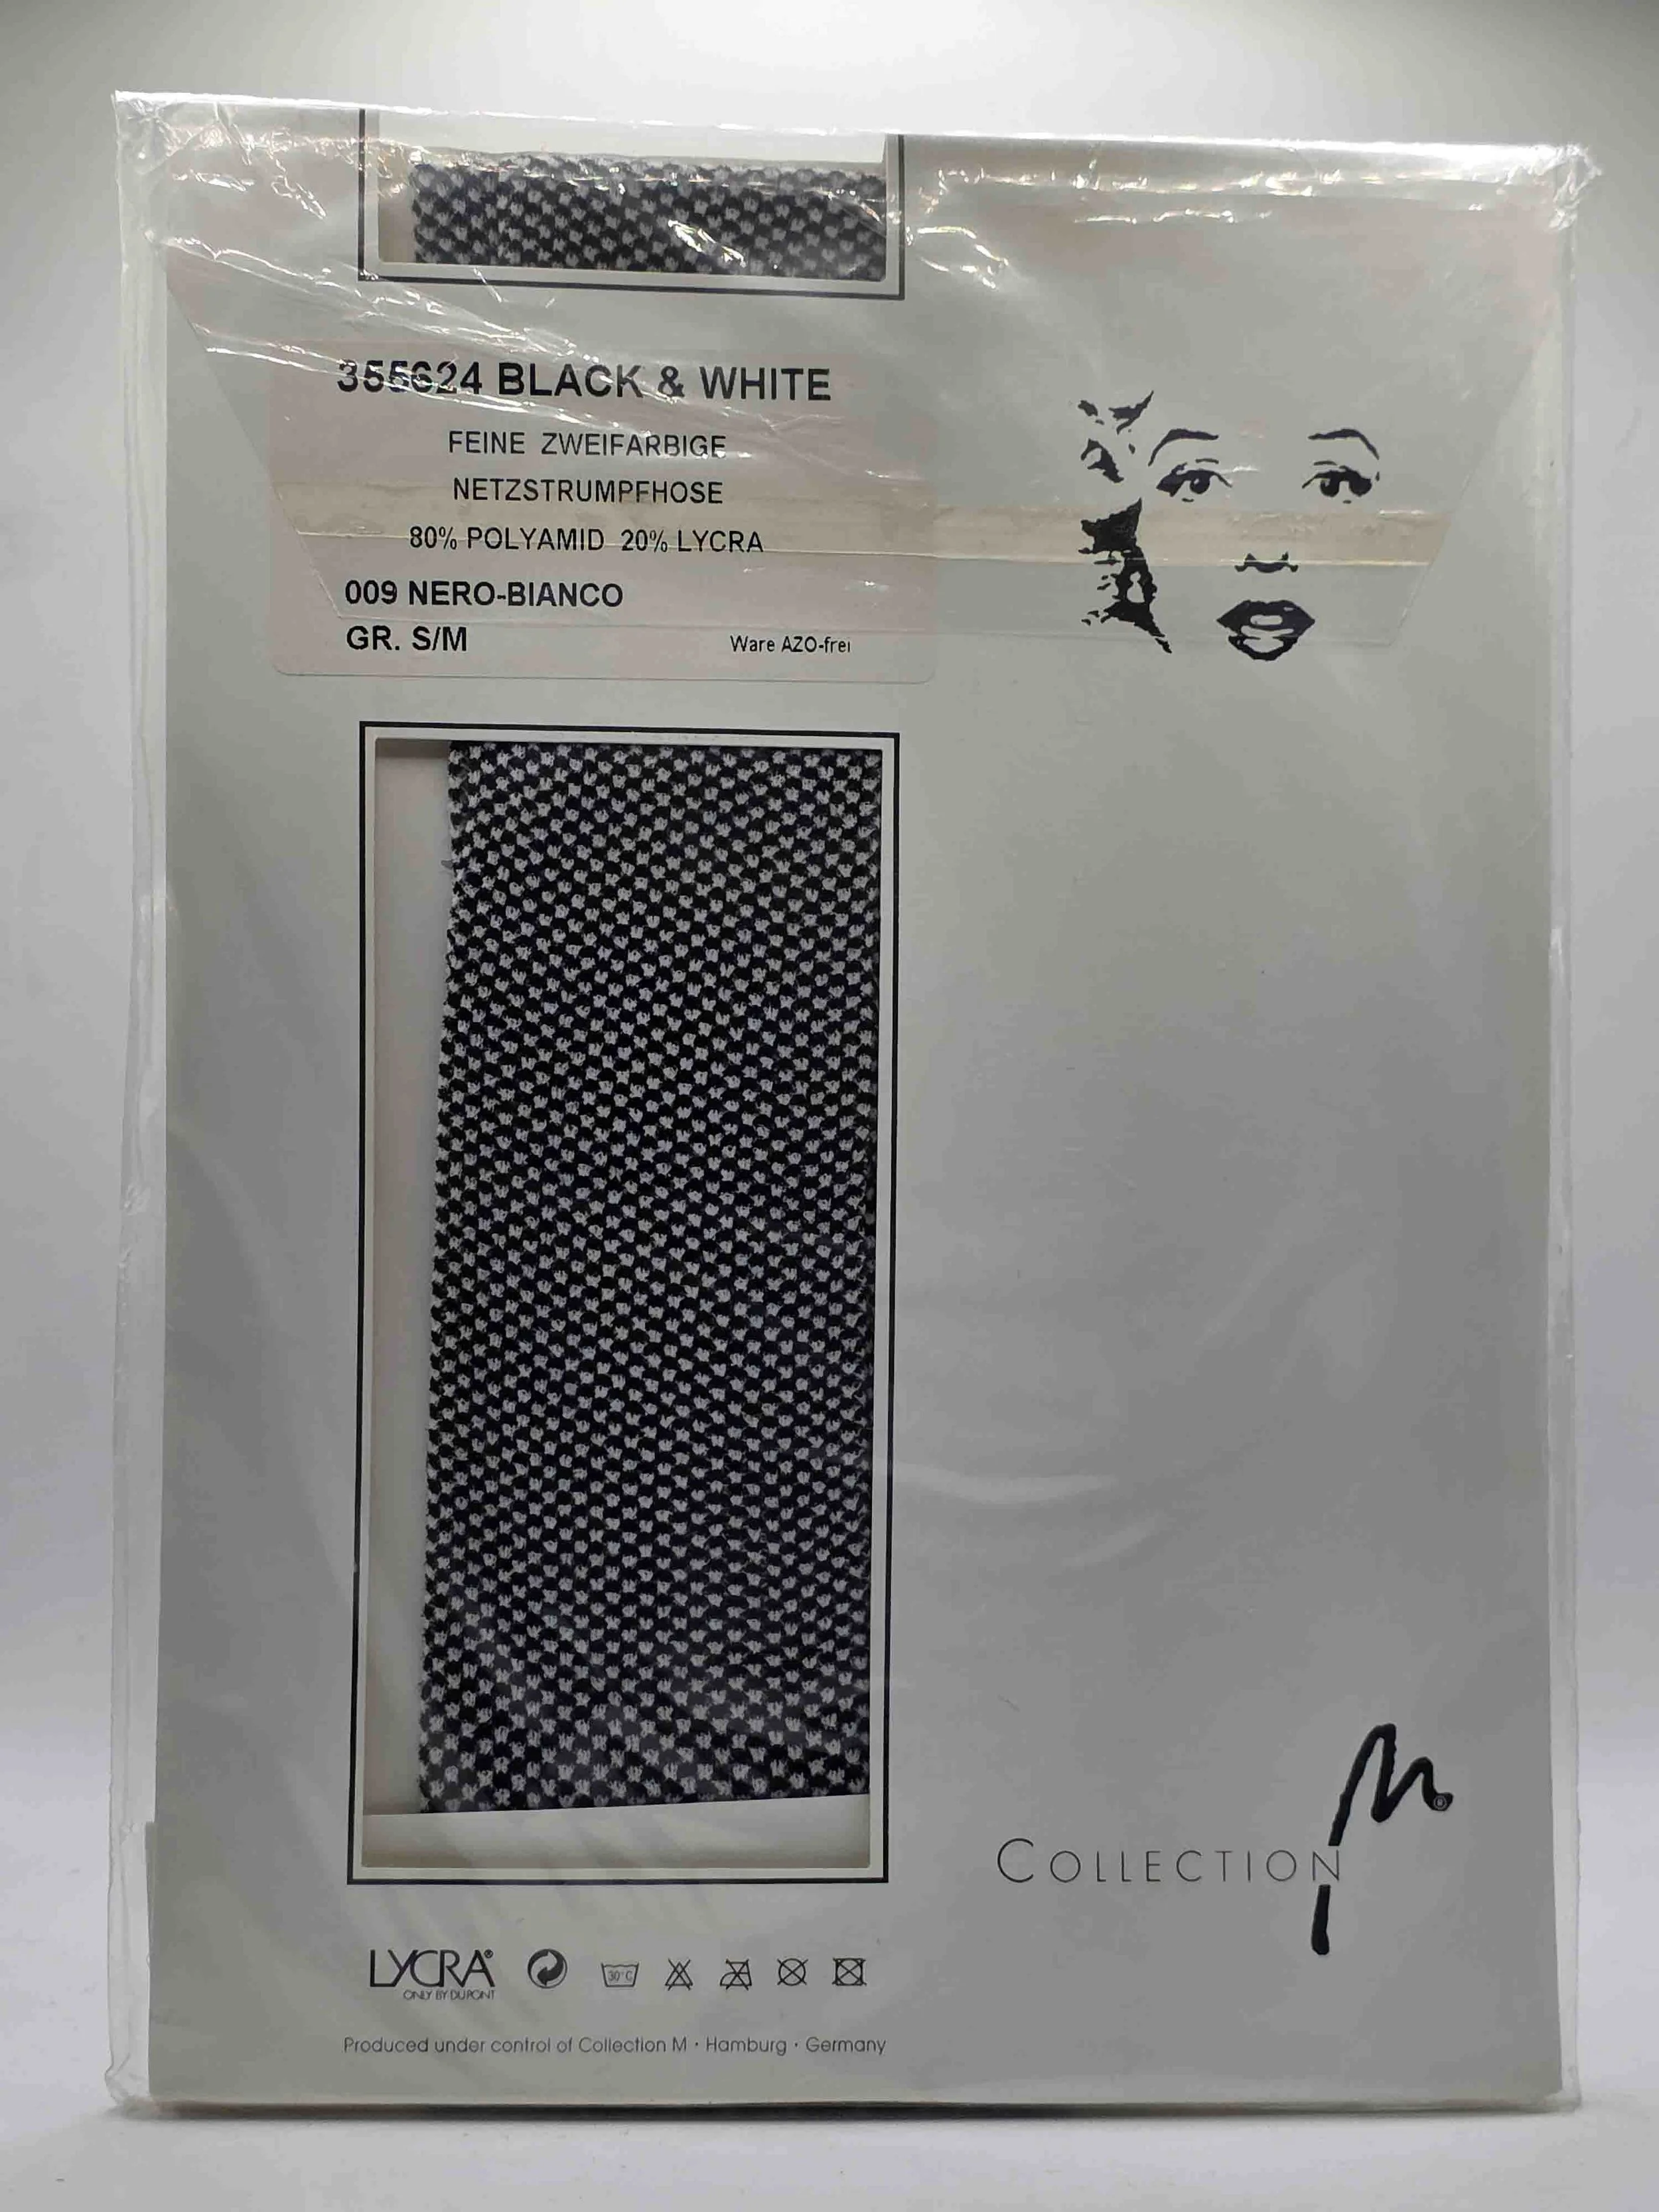 355624 BLACK & WHITE
FEINE ZWEIFARBIGE
NETZSTRUMPFHOSE
80% POLYAMID 20% LYCRA
009 NERO-BIANCO
GR. S/M
Ware AZO-frei
M®
COLLECTION
LYCRA®
ONLY BY DUPONT
30°C
Produced under control of Collection M · Hamburg · Germany